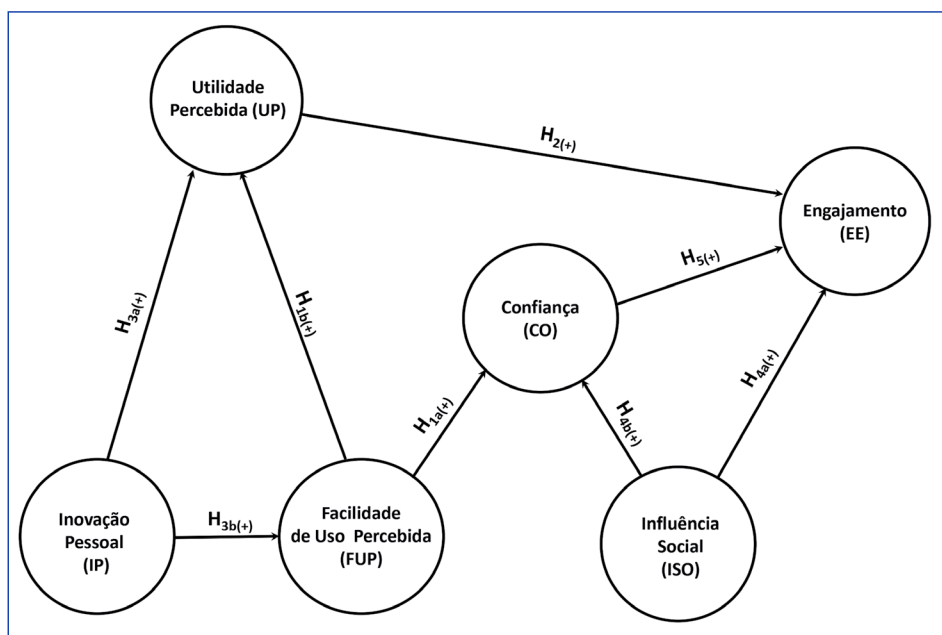 Utilidade
Percebida (UP)
H2(+)
Engajamento
(EE)
H5(+)
Confiança
(CO)
H3a(+)
H1b(+)
H1a(+)
H4b(+)
H4a(+)
Inovação
Pessoal
(IP)
H3b(+)
Facilidade
de Uso Percebida
(FUP)
Influência
Social
(ISO)